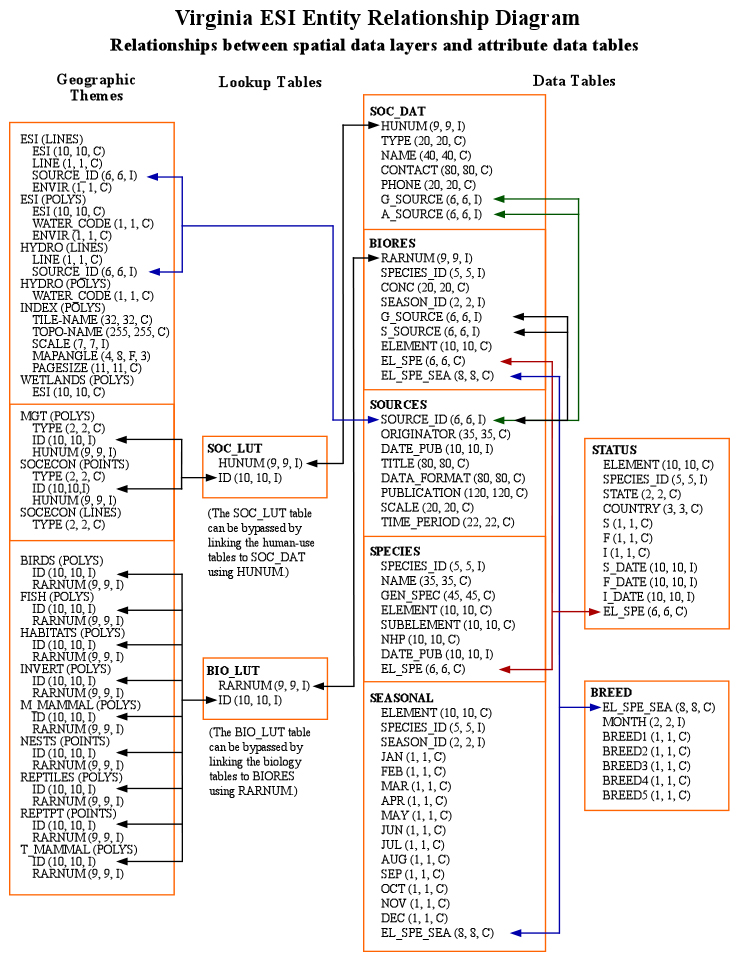 Virginia ESI Entity Relationship Diagram
Relationships between spatial data layers and attribute data tables
Geographic
Themes
Lookup Tables
Data Tables
ESI (LINES)
ESI (10, 10, C)
LINE (1, 1, C)
SOURCE_ID (6, 6, I)
ENVIR (1, 1, C)
ESI (POLYS)
ESI (10, 10, C)
WATER_CODE (1, 1, C)
ENVIR (1, 1, C)
HYDRO (LINES)
LINE (1, 1, C)
SOURCE_ID (6, 6, I)
HYDRO (POLYS)
WATER_CODE (1, 1, C)
INDEX (POLYS)
TILE-NAME (32, 32, C)
TOPO-NAME (255, 255, C)
SCALE (7, 7, I)
MAPANGLE (4, 8, F, 3)
PAGESIZE (11, 11, C)
WETLANDS (POLYS)
ESI (10, 10, C)
MGT (POLYS)
TYPE (2, 2, C)
ID (10, 10, I)
HUNUM (9, 9, I)
SOCECON (POINTS)
TYPE (2, 2, C)
ID (10,10,I)
HUNUM (9, 9, I)
SOCECON (LINES)
TYPE (2, 2, C)
BIRDS (POLYS)
ID (10, 10, I)
RARNUM (9, 9, I)
FISH (POLYS)
ID (10, 10, I)
RARNUM (9, 9, I)
HABITATS (POLYS)
ID (10, 10, I)
RARNUM (9, 9, I)
INVERT (POLYS)
ID (10, 10, I)
RARNUM (9, 9, I)
M_MAMMAL (POLYS)
ID (10, 10, I)
RARNUM (9, 9, I)
NESTS (POINTS)
ID (10, 10, I)
RARNUM (9, 9, I)
REPTILES (POLYS)
ID (10, 10, I)
RARNUM (9, 9, I)
REPTPT (POINTS)
ID (10, 10, I)
RARNUM (9, 9, I)
T_MAMMAL (POLYS)
ID (10, 10, I)
RARNUM (9, 9, I)
SOC_LUT
HUNUM (9, 9, I)
ID (10, 10, I)
(The SOC_LUT table
can be bypassed by
linking the human-use
tables to SOC_DAT
using HUNUM.)
BIO_LUT
RARNUM (9, 9, I)
ID (10, 10, I)
(The BIO_LUT table
can be bypassed by
linking the biology
tables to BIORES
using RARNUM.)
SOC_DAT
HUNUM (9, 9, I)
TYPE (20, 20, C)
NAME (40, 40, C)
CONTACT (80, 80, C)
PHONE (20, 20, C)
G_SOURCE (6, 6, I)
A_SOURCE (6, 6, I)
BIORES
RARNUM (9, 9, I)
SPECIES_ID (5, 5, I)
CONC (20, 20, C)
SEASON_ID (2, 2, I)
G_SOURCE (6, 6, I)
S_SOURCE (6, 6, I)
ELEMENT (10, 10, C)
EL_SPE (6, 6, C)
EL_SPE_SEA (8, 8, C)
SOURCES
SOURCE_ID (6, 6, I)
ORIGINATOR (35, 35, C)
DATE_PUB (10, 10, I)
TITLE (80, 80, C)
DATA_FORMAT (80, 80, C)
PUBLICATION (120, 120, C)
SCALE (20, 20, C)
TIME_PERIOD (22, 22, C)
SPECIES
SPECIES_ID (5, 5, I)
NAME (35, 35, C)
GEN_SPEC (45, 45, C)
ELEMENT (10, 10, C)
SUBELEMENT (10, 10, C)
NHP (10, 10, C)
DATE_PUB (10, 10, I)
EL_SPE (6, 6, C)
SEASONAL
ELEMENT (10, 10, C)
SPECIES_ID (5, 5, I)
SEASON_ID (2, 2, I)
JAN (1, 1, C)
FEB (1, 1, C)
MAR (1, 1, C)
APR (1, 1, C)
MAY (1, 1, C)
JUN (1, 1, C)
JUL (1, 1, C)
AUG (1, 1, C)
SEP (1, 1, C)
OCT (1, 1, C)
NOV (1, 1, C)
DEC (1, 1, C)
EL_SPE_SEA (8, 8, C)
STATUS
ELEMENT (10, 10, C)
SPECIES_ID (5, 5, I)
STATE (2, 2, C)
COUNTRY (3, 3, C)
S (1, 1, C)
F (1, 1, C)
I (1, 1, C)
S_DATE (10, 10, I)
F_DATE (10, 10, I)
I_DATE (10, 10, I)
EL_SPE (6, 6, C)
BREED
EL_SPE_SEA (8, 8, C)
MONTH (2, 2, I)
BREED1 (1, 1, C)
BREED2 (1, 1, C)
BREED3 (1, 1, C)
BREED4 (1, 1, C)
BREED5 (1, 1, C)